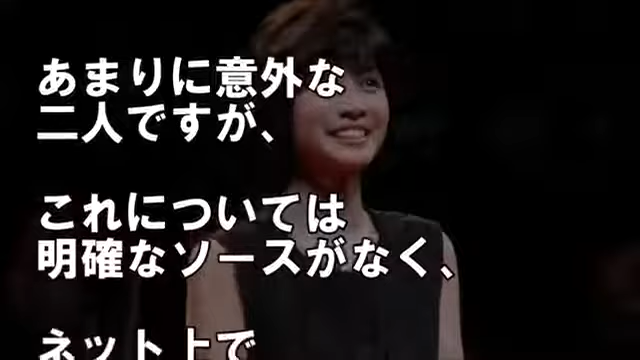 あまりに意外な
二人ですが、
これについては
明確なソースがなく、
ネット上で